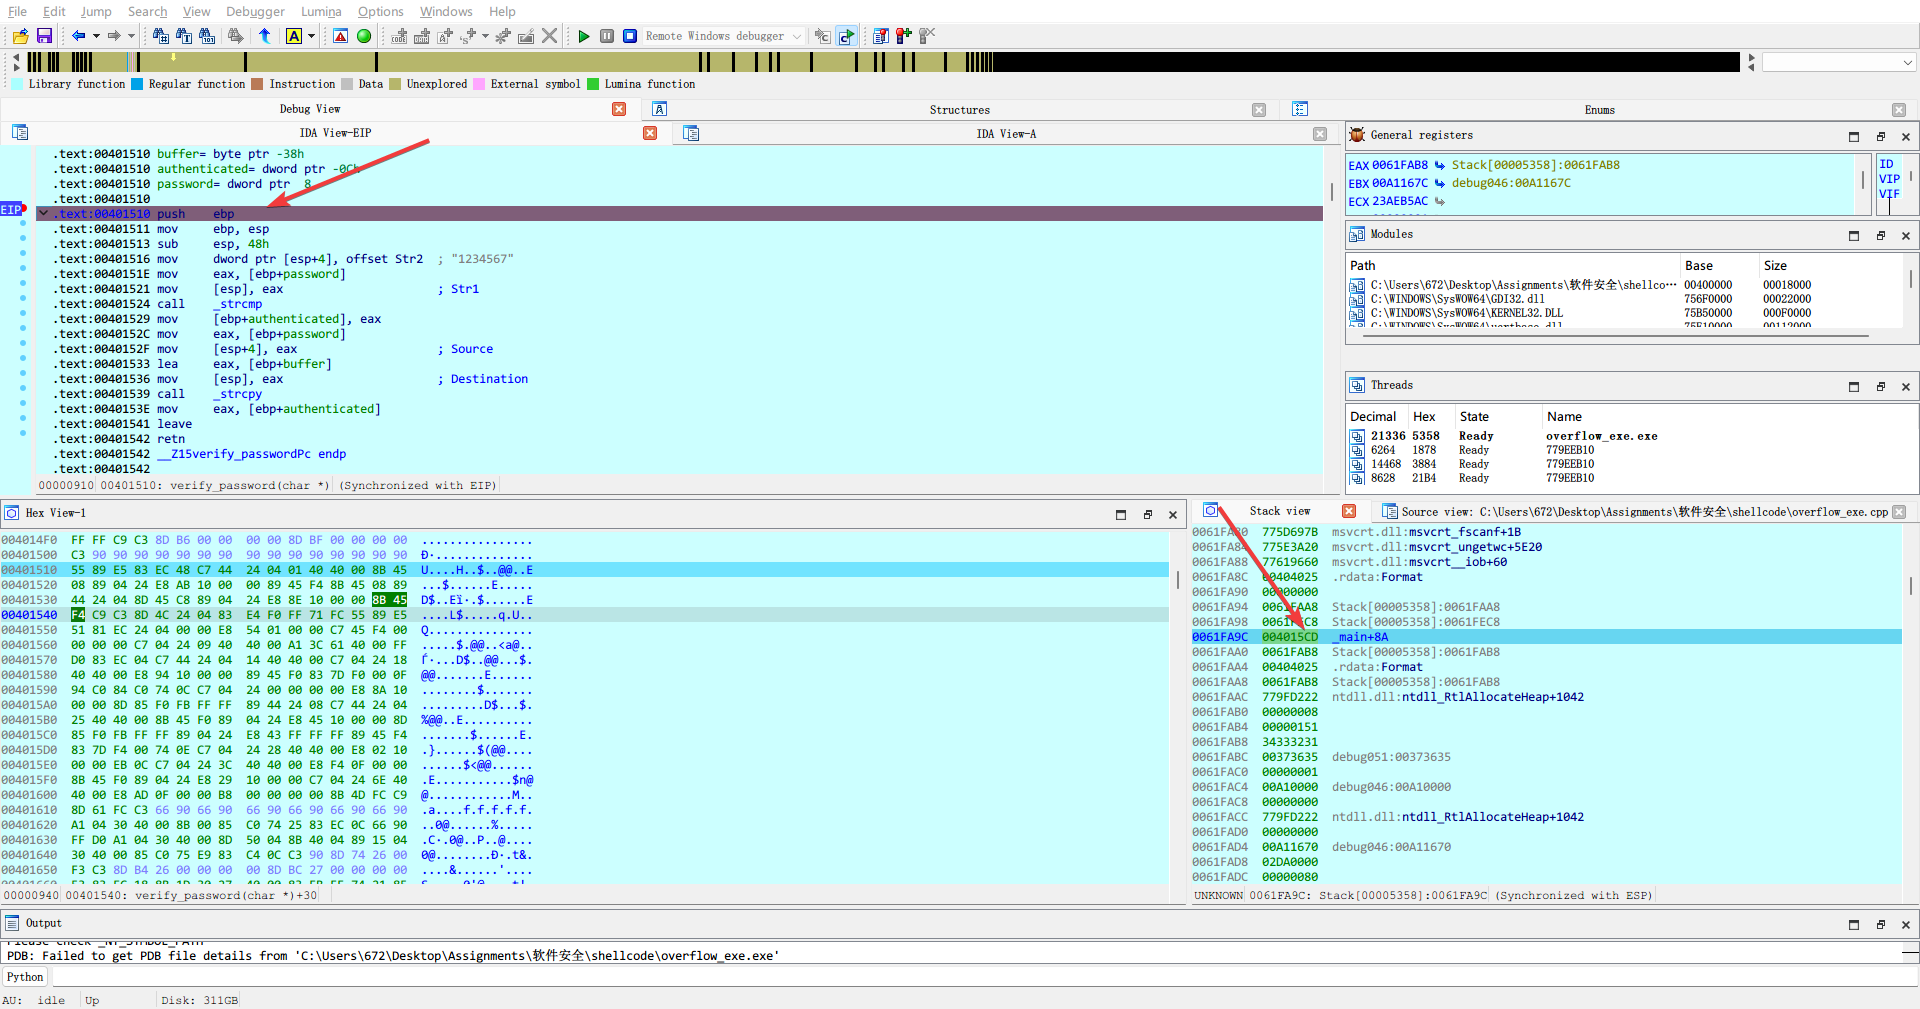 File Edit Jump Search View Debugger Lumina Options Windows Help
Remote Windows debugger
Library function Regular function Instruction Data Unexplored External symbol Lumina function
Debug View Structures Enums
IDA View-EIP IDA View-A
.text:00401510 buffer= byte ptr -38h
.text:00401510 authenticated= dword ptr -0Ch
.text:00401510 password= dword ptr  8
.text:00401510
EIP .text:00401510 push ebp
.text:00401511 mov ebp, esp
.text:00401513 sub esp, 48h
.text:00401516 mov dword ptr [esp+4], offset Str2 ; "1234567"
.text:0040151E mov eax, [ebp+password]
.text:00401521 mov [esp], eax ; Str1
.text:00401524 call _strcmp
.text:00401529 mov [ebp+authenticated], eax
.text:0040152C mov eax, [ebp+password]
.text:0040152F mov [esp+4], eax ; Source
.text:00401533 lea eax, [ebp+buffer]
.text:00401536 mov [esp], eax ; Destination
.text:00401539 call _strcpy
.text:0040153E mov eax, [ebp+authenticated]
.text:00401541 leave
.text:00401542 retn
.text:00401542 __Z15verify_passwordPc endp
.text:00401542
00000910 00401510: verify_password(char *) (Synchronized with EIP)
General registers
EAX 0061FAB8 Stack[00005358]:0061FAB8
EBX 00A1167C debug046:00A1167C
ECX 23AEB5AC
ID
VIP
VIF
Modules
Path Base Size
C:\Users\672\Desktop\Assignments\软件安全\shellco··· 00400000 00018000
C:\WINDOWS\SysWOW64\GDI32.dll 756F0000 00022000
C:\WINDOWS\SysWOW64\KERNEL32.DLL 75B50000 000F0000
Threads
Decimal Hex State Name
21336 5358 Ready overflow_exe.exe
6264 1878 Ready 779EEB10
14468 3884 Ready 779EEB10
8628 21B4 Ready 779EEB10
Hex View-1
004014F0 FF FF C9 C3 8D B6 00 00 00 00 8D BF 00 00 00 00 ................
00401500 C3 90 90 90 90 90 90 90 90 90 90 90 90 90 90 90
00401510 55 89 E5 83 EC 48 C7 44 24 04 01 40 40 00 8B 45 U....H.$..@@..E
00401520 08 89 04 24 E8 AB 10 00 00 89 45 F4 8B 45 08 89
00401530 44 24 04 8D 45 C8 89 04 24 E8 8E 10 00 00 8B 45
00401540 F4 C9 C3 8D 4C 24 04 83 E4 F0 FF 71 FC 55 89 E5
00401550 51 81 EC 24 04 00 00 E8 54 01 00 00 C7 45 F4 00
00401560 00 00 00 C7 04 24 09 40 40 00 A1 3C 61 40 00 FF
00401570 D0 83 EC 04 C7 44 24 04 14 40 40 00 C7 04 24 18
00401580 40 40 00 E8 94 10 00 00 89 45 F0 83 7D F0 00 0F
00401590 94 C0 84 C0 74 0C C7 04 24 00 00 00 00 E8 8A 10
004015A0 00 00 8D 85 F0 FB FF FF 89 44 24 08 C7 44 24 04
004015B0 25 40 40 00 8B 45 F0 89 04 24 E8 45 10 00 00 8D
004015C0 85 F0 FB FF FF 89 04 24 E8 43 FF FF FF 89 45 F4
004015D0 83 7D F4 00 74 0E C7 04 24 28 40 40 00 E8 02 10
004015E0 00 00 EB 0C C7 04 24 3C 40 40 00 E8 F4 0F 00 00
004015F0 8B 45 F0 89 04 24 E8 29 10 00 00 C7 04 24 6E 40
00401600 40 00 E8 AD 0F 00 00 B8 00 00 00 00 8B 4D FC C9
00401610 8D 61 FC C3 66 90 66 90 66 90 66 90 66 90 66 90
00401620 A1 04 30 40 00 8B 00 85 C0 74 25 83 EC 0C 66 90
00401630 FF D0 A1 04 30 40 00 8D 50 04 8B 40 04 89 15 04
00401640 30 40 00 85 C0 75 E9 83 C4 0C C3 90 8D 74 26 00
00401650 F3 C3 8D B4 26 00 00 00 00 8D BC 27 00 00 00 00
00000940 00401540: verify_password(char *)+30
Stack view Source view: C:\Users\672\Desktop\Assignments\软件安全\shellcode\overflow_exe.cpp
775D697B msvcrt.dll:msvcrt_fscanf+1B
0061FA84 775E3A20 msvcrt.dll:msvcrt_ungetwc+5E20
0061FA88 77619660 msvcrt.dll:msvcrt__iob+60
0061FA8C 00404025 .rdata:Format
0061FA90 00000000
0061FA94 0061FAA8 Stack[00005358]:0061FAA8
0061FA98 0061FEC8 Stack[00005358]:0061FEC8
0061FA9C 004015CD _main+8A
0061FAA0 0061FAB8 Stack[00005358]:0061FAB8
0061FAA4 00404025 .rdata:Format
0061FAA8 0061FAB8 Stack[00005358]:0061FAB8
0061FAAC 779FD222 ntdll.dll:ntdll_RtlAllocateHeap+1042
0061FAB0 00000008
0061FAB4 00000151
0061FAB8 34333231
0061FABC 00373635 debug051:00373635
0061FAC0 00000001
0061FAC4 00A10000 debug046:00A10000
0061FAC8 00000000
0061FACC 779FD222 ntdll.dll:ntdll_RtlAllocateHeap+1042
0061FAD0 00000000
0061FAD4 00A11670 debug046:00A11670
0061FAD8 02DA0000
0061FADC 00000080
UNKNOWN 0061FA9C: Stack[00005358]:0061FA9C (Synchronized with ESP)
Output
PDB: Failed to get PDB file details from 'C:\Users\672\Desktop\Assignments\软件安全\shellcode\overflow_exe.exe'
Python
AU: idle Up Disk: 311GB